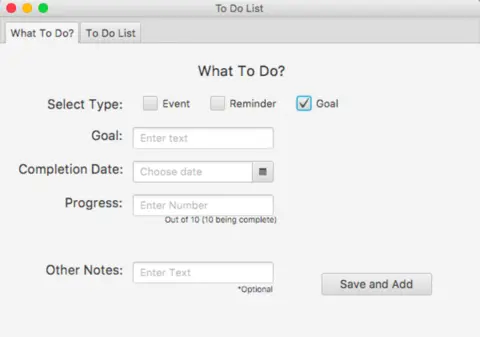 To Do List
What To Do? To Do List
What To Do?
Select Type: Event Reminder Goal
Goal: Enter text
Completion Date: Choose date
Progress: Enter Number
Out of 10 (10 being complete)
Other Notes: Enter Text
*Optional
Save and Add